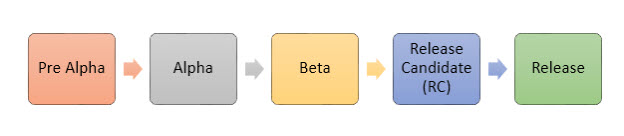 Pre Alpha
Alpha
Beta
Release
Candidate
(RC)
Release